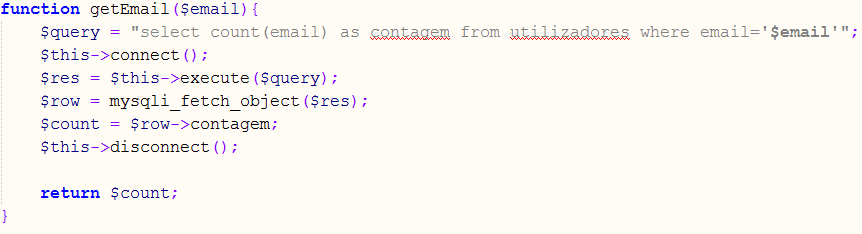 function getEmail($email){
    $query = "select count(email) as contagem from utilizadores where email='$email'";
    $this->connect();
    $res = $this->execute($query);
    $row = mysqli_fetch_object($res);
    $count = $row->contagem;
    $this->disconnect();

    return $count;
}